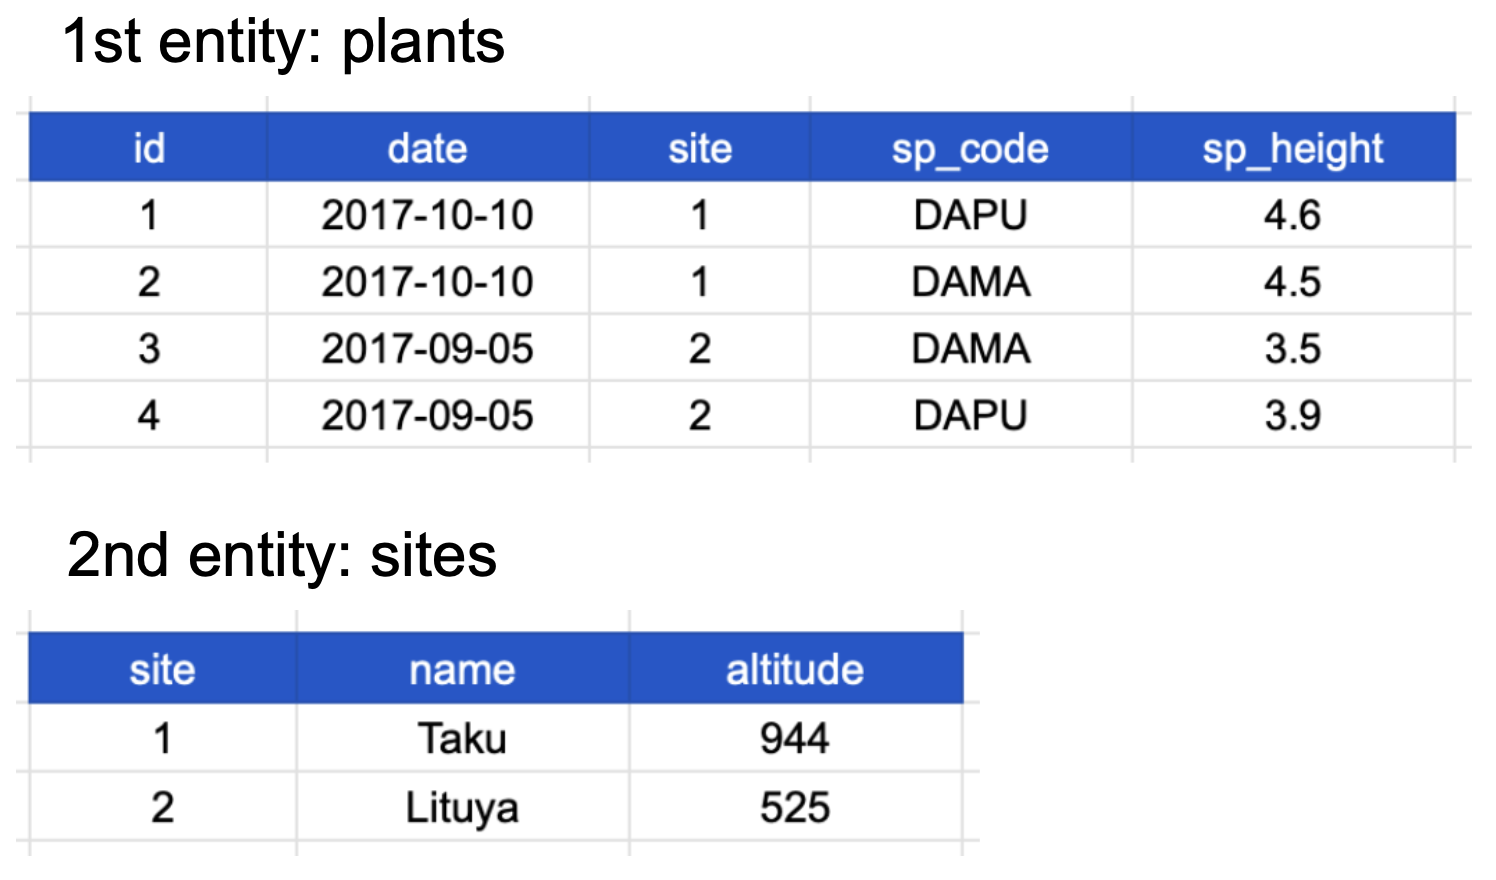 1st entity: plants
id date site sp_code sp_height
1 2017-10-10 1 DAPU 4.6
2 2017-10-10 1 DAMA 4.5
3 2017-09-05 2 DAMA 3.5
4 2017-09-05 2 DAPU 3.9
2nd entity: sites
site name altitude
1 Taku 944
2 Lituya 525